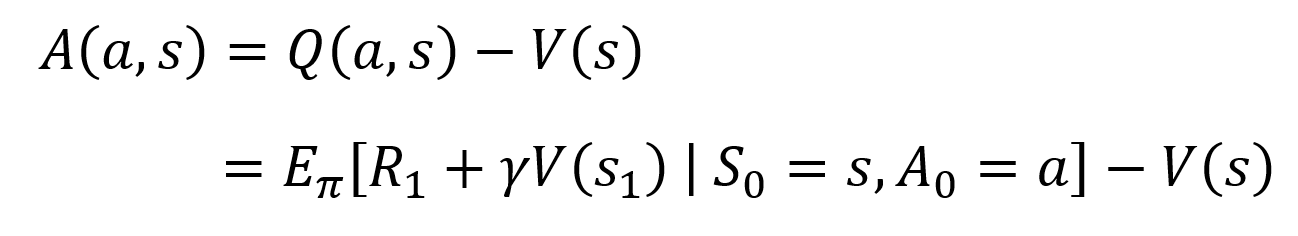 A(a, s) = Q(a, s) − V(s)
= E_π[R_1 + γV(s_1) | S_0 = s, A_0 = a] − V(s)